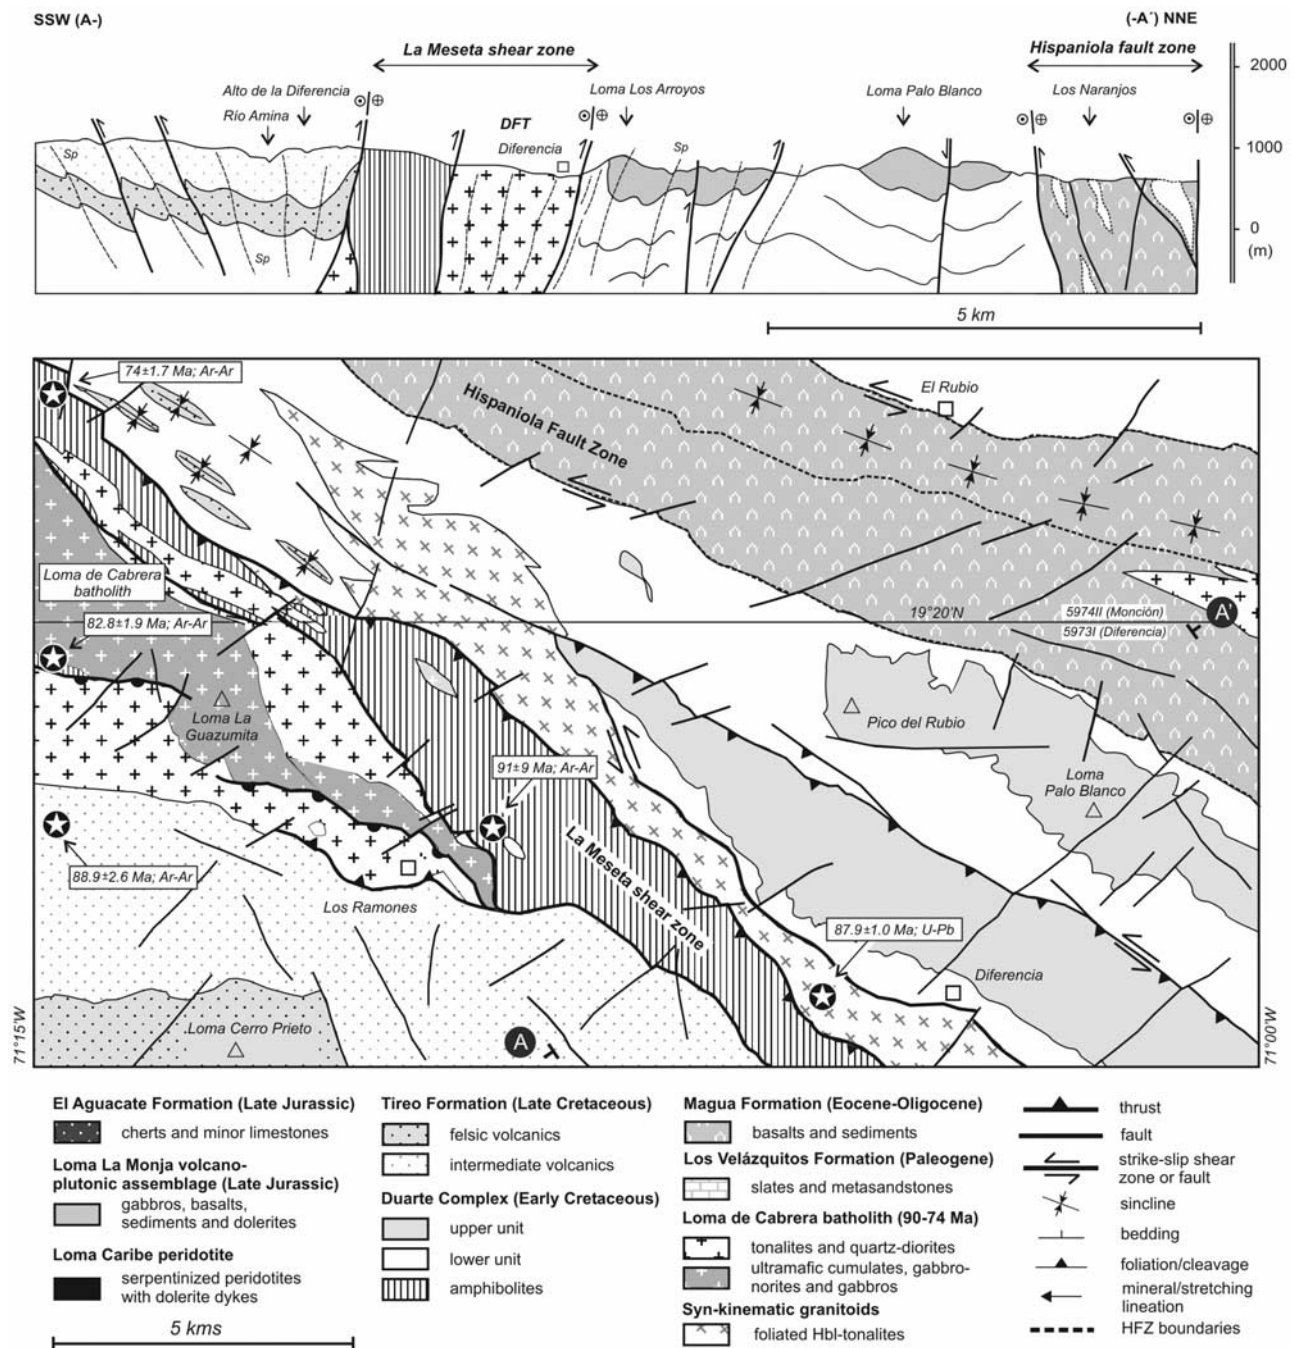 SSW (A-)
(-A´) NNE
La Meseta shear zone
Hispaniola fault zone
2000
Alto de la Diferencia
Loma Los Arroyos
Loma Palo Blanco
Los Naranjos
Río Amina
DFT
Diferencia
Sp
Sp
1000
0
(m)
Sp
5 km
74±1.7 Ma; Ar-Ar
El Rubio
Hispaniola Fault Zone
Loma de Cabrera
batholith
82.8±1.9 Ma; Ar-Ar
19°20'N
5974II (Monción)
5973I (Diferencia)
A'
Loma La
Guazumita
Pico del Rubio
Loma
Palo Blanco
91±9 Ma; Ar-Ar
La Meseta shear zone
88.9±2.6 Ma; Ar-Ar
Los Ramones
87.9±1.0 Ma; U-Pb
Diferencia
Loma Cerro Prieto
A
71°15'W
71°00'W
El Aguacate Formation (Late Jurassic)
cherts and minor limestones
Loma La Monja volcano-
plutonic assemblage (Late Jurassic)
gabbros, basalts,
sediments and dolerites
Loma Caribe peridotite
serpentinized peridotites
with dolerite dykes
5 kms
Tireo Formation (Late Cretaceous)
felsic volcanics
intermediate volcanics
Duarte Complex (Early Cretaceous)
upper unit
lower unit
amphibolites
Magua Formation (Eocene-Oligocene)
basalts and sediments
Los Velázquitos Formation (Paleogene)
slates and metasandstones
Loma de Cabrera batholith (90-74 Ma)
tonalites and quartz-diorites
ultramafic cumulates, gabbro-
norites and gabbros
Syn-kinematic granitoids
foliated Hbl-tonalites
thrust
fault
strike-slip shear
zone or fault
sincline
bedding
foliation/cleavage
mineral/stretching
lineation
HFZ boundaries